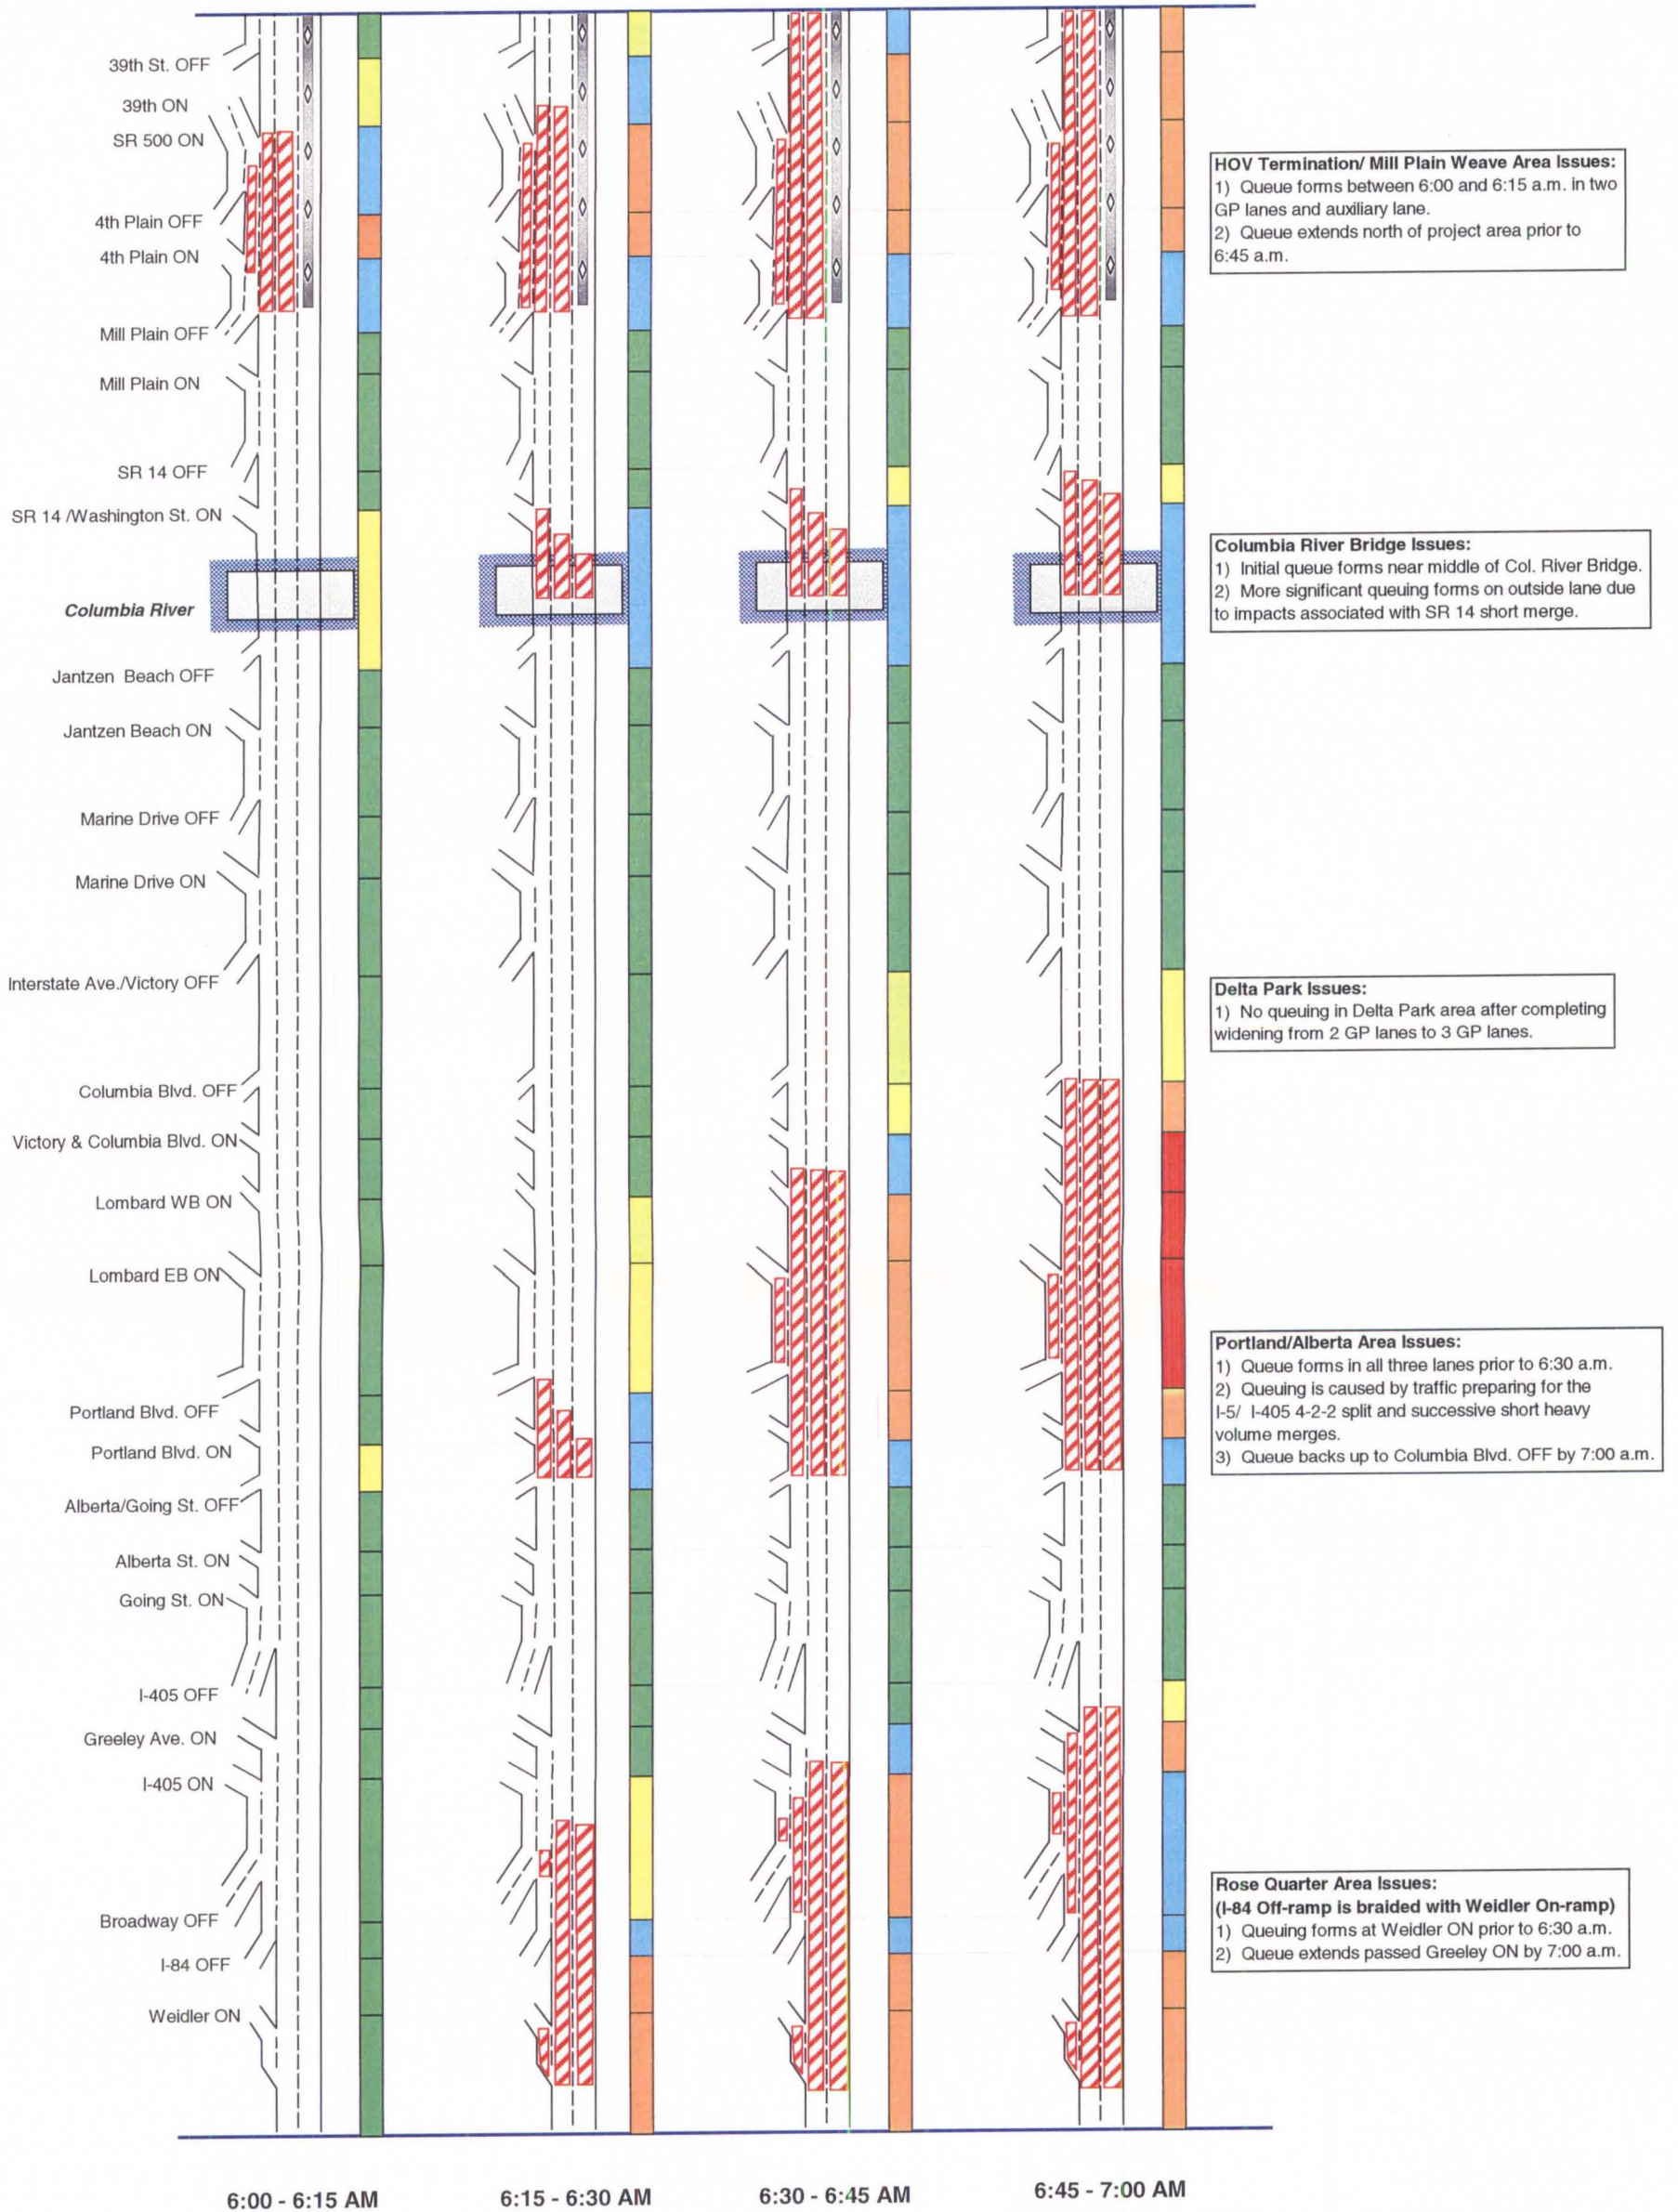 39th St. OFF
39th ON
SR 500 ON
4th Plain OFF
4th Plain ON
Mill Plain OFF
Mill Plain ON
SR 14 OFF
SR 14 /Washington St. ON
Columbia River
Jantzen Beach OFF
Jantzen Beach ON
Marine Drive OFF
Marine Drive ON
Interstate Ave./Victory OFF
Columbia Blvd. OFF
Victory & Columbia Blvd. ON
Lombard WB ON
Lombard EB ON
Portland Blvd. OFF
Portland Blvd. ON
Alberta/Going St. OFF
Alberta St. ON
Going St. ON
I-405 OFF
Greeley Ave. ON
I-405 ON
Broadway OFF
I-84 OFF
Weidler ON
HOV Termination/ Mill Plain Weave Area Issues:
1) Queue forms between 6:00 and 6:15 a.m. in two
GP lanes and auxiliary lane.
2) Queue extends north of project area prior to
6:45 a.m.
Columbia River Bridge Issues:
1) Initial queue forms near middle of Col. River Bridge.
2) More significant queuing forms on outside lane due
to impacts associated with SR 14 short merge.
Delta Park Issues:
1) No queuing in Delta Park area after completing
widening from 2 GP lanes to 3 GP lanes.
Portland/Alberta Area Issues:
1) Queue forms in all three lanes prior to 6:30 a.m.
2) Queuing is caused by traffic preparing for the
I-5/ I-405 4-2-2 split and successive short heavy
volume merges.
3) Queue backs up to Columbia Blvd. OFF by 7:00 a.m.
Rose Quarter Area Issues:
(I-84 Off-ramp is braided with Weidler On-ramp)
1) Queuing forms at Weidler ON prior to 6:30 a.m.
2) Queue extends passed Greeley ON by 7:00 a.m.
6:00 - 6:15 AM
6:15 - 6:30 AM
6:30 - 6:45 AM
6:45 - 7:00 AM